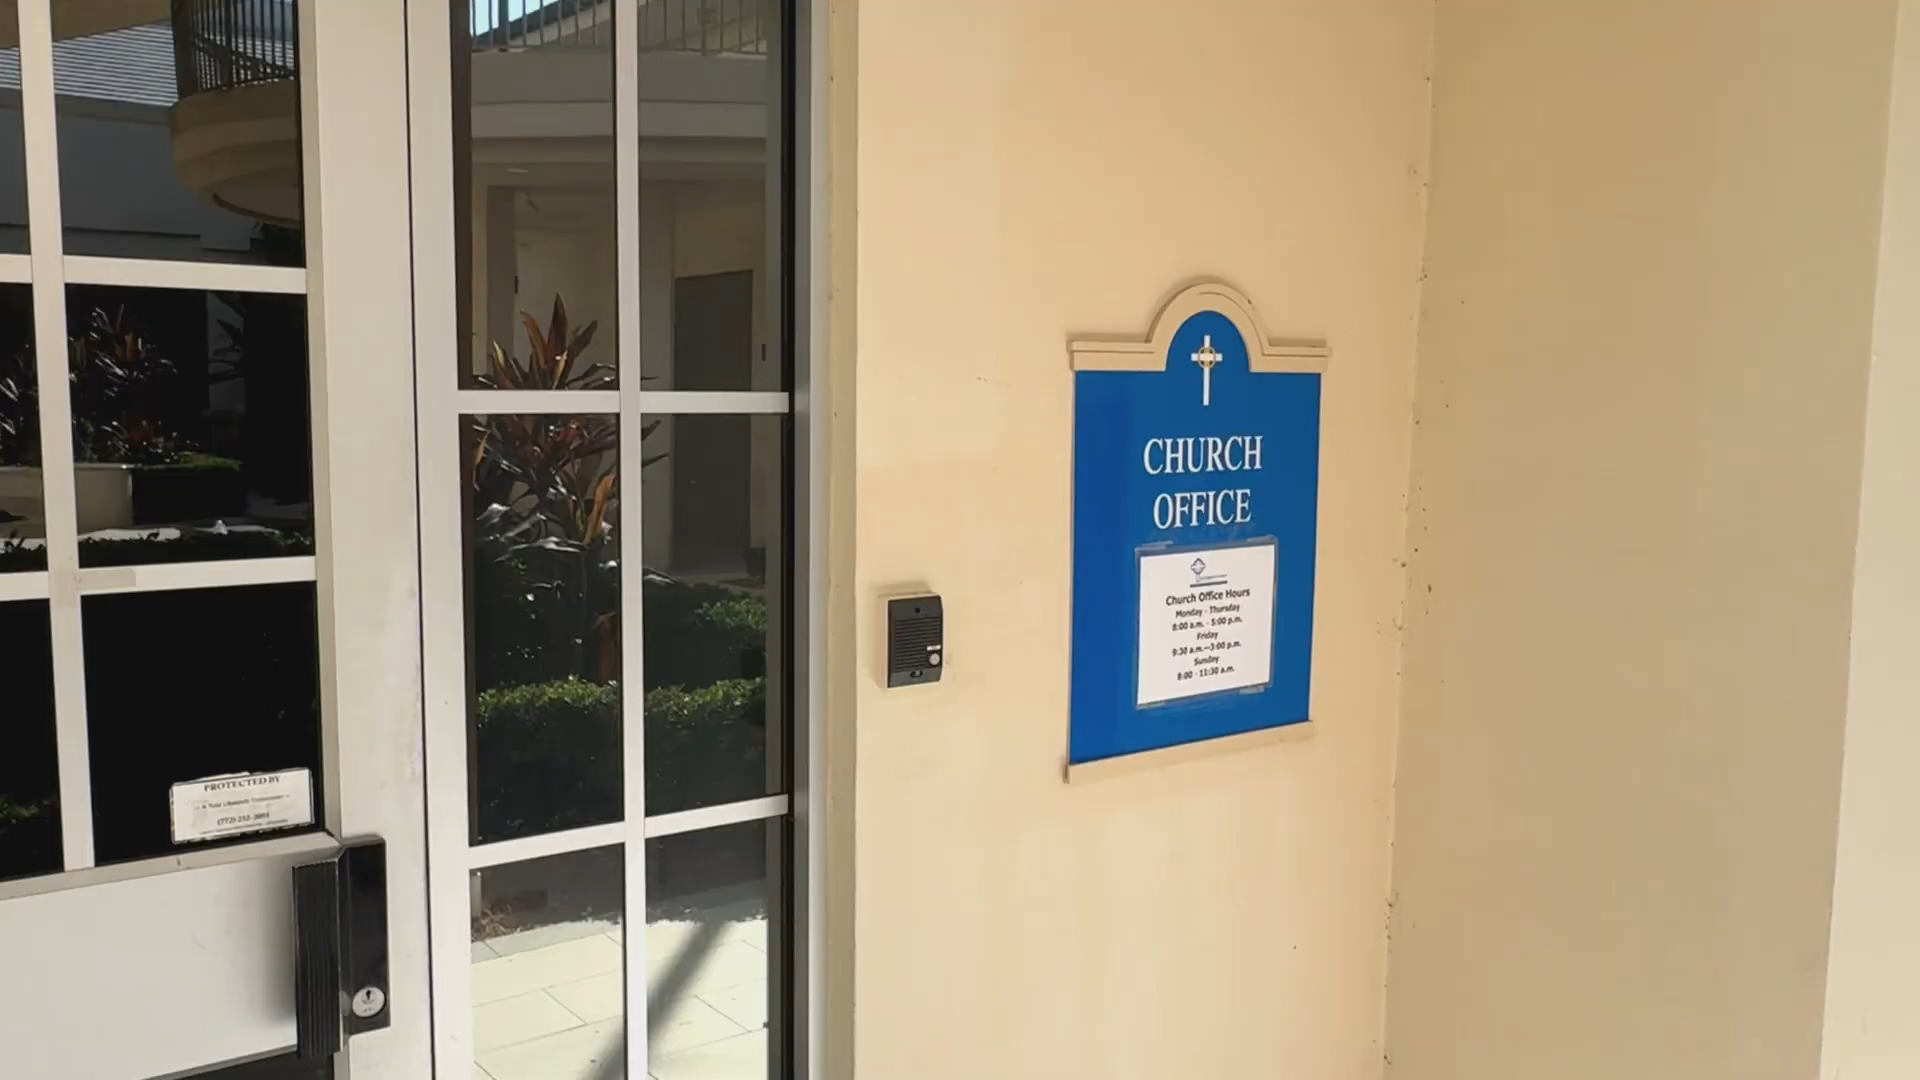 CHURCH
OFFICE
Church Office Hours
Monday - Thursday
8:00 a.m. - 5:00 p.m.
Friday
9:30 a.m.—3:00 p.m.
Sunday
8:00 - 11:30 a.m.
PROTECTED BY